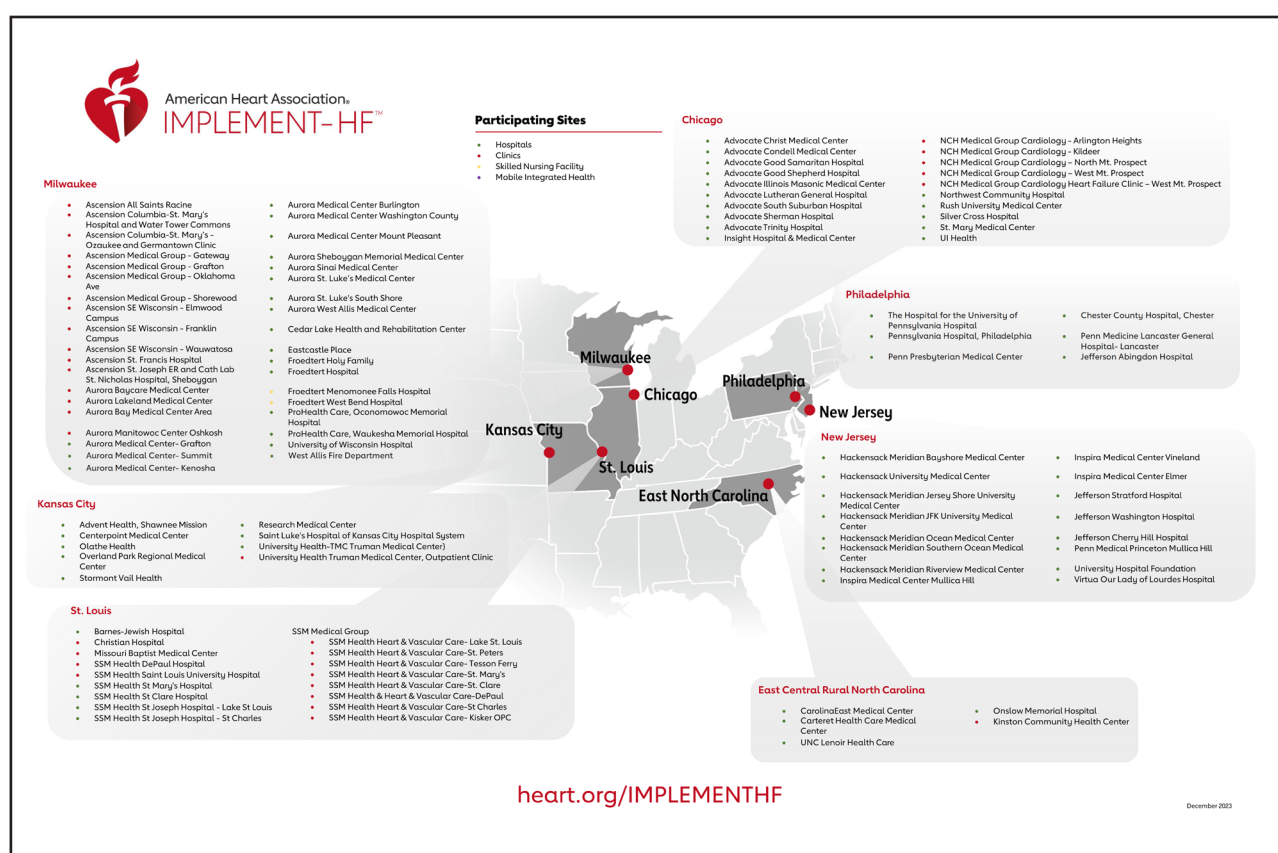 American Heart Association®
IMPLEMENT-HF™
Participating Sites
Hospitals
Clinics
Skilled Nursing Facility
Mobile Integrated Health
Milwaukee
Ascension All Saints Racine
Ascension Columbia-St. Mary's
Hospital and Water Tower Commons
Ascension Columbia-St. Mary's -
Ozaukee and Germantown Clinic
Ascension Medical Group - Gateway
Ascension Medical Group - Grafton
Ascension Medical Group - Oklahoma
Ave
Ascension Medical Group - Shorewood
Ascension SE Wisconsin - Elmwood
Campus
Ascension SE Wisconsin - Franklin
Campus
Ascension SE Wisconsin - Wauwatosa
Ascension St. Francis Hospital
Ascension St. Joseph ER and Cath Lab
St. Nicholas Hospital, Sheboygan
Aurora Baycare Medical Center
Aurora Lakeland Medical Center
Aurora Bay Medical Center Area
Aurora Manitowoc Center Oshkosh
Aurora Medical Center- Grafton
Aurora Medical Center- Summit
Aurora Medical Center- Kenosha
Aurora Medical Center Burlington
Aurora Medical Center Washington County
Aurora Medical Center Mount Pleasant
Aurora Sheboygan Memorial Medical Center
Aurora Sinai Medical Center
Aurora St. Luke's Medical Center
Aurora St. Luke's South Shore
Aurora West Allis Medical Center
Cedar Lake Health and Rehabilitation Center
Eastcastle Place
Froedtert Holy Family
Froedtert Hospital
Froedtert Menomonee Falls Hospital
Froedtert West Bend Hospital
ProHealth Care, Oconomowoc Memorial
Hospital
ProHealth Care, Waukesha Memorial Hospital
University of Wisconsin Hospital
West Allis Fire Department
Chicago
Advocate Christ Medical Center
Advocate Condell Medical Center
Advocate Good Samaritan Hospital
Advocate Good Shepherd Hospital
Advocate Illinois Masonic Medical Center
Advocate Lutheran General Hospital
Advocate South Suburban Hospital
Advocate Sherman Hospital
Advocate Trinity Hospital
Insight Hospital & Medical Center
NCH Medical Group Cardiology - Arlington Heights
NCH Medical Group Cardiology - Kildeer
NCH Medical Group Cardiology – North Mt. Prospect
NCH Medical Group Cardiology – West Mt. Prospect
NCH Medical Group Cardiology Heart Failure Clinic – West Mt. Prospect
Northwest Community Hospital
Rush University Medical Center
Silver Cross Hospital
St. Mary Medical Center
UI Health
Philadelphia
The Hospital for the University of
Pennsylvania Hospital
Pennsylvania Hospital, Philadelphia
Penn Presbyterian Medical Center
Chester County Hospital, Chester
Penn Medicine Lancaster General
Hospital- Lancaster
Jefferson Abingdon Hospital
Milwaukee
Chicago
Philadelphia
New Jersey
Kansas City
St. Louis
East North Carolina
New Jersey
Hackensack Meridian Bayshore Medical Center
Hackensack University Medical Center
Hackensack Meridian Jersey Shore University
Medical Center
Hackensack Meridian JFK University Medical
Center
Hackensack Meridian Ocean Medical Center
Hackensack Meridian Southern Ocean Medical
Center
Hackensack Meridian Riverview Medical Center
Inspira Medical Center Mullica Hill
Inspira Medical Center Vineland
Inspira Medical Center Elmer
Jefferson Stratford Hospital
Jefferson Washington Hospital
Jefferson Cherry Hill Hospital
Penn Medical Princeton Mullica Hill
University Hospital Foundation
Virtua Our Lady of Lourdes Hospital
Kansas City
Advent Health, Shawnee Mission
Centerpoint Medical Center
Olathe Health
Overland Park Regional Medical
Center
Stormont Vail Health
Research Medical Center
Saint Luke's Hospital of Kansas City Hospital System
University Health-TMC Truman Medical Center)
University Health Truman Medical Center, Outpatient Clinic
St. Louis
Barnes-Jewish Hospital
Christian Hospital
Missouri Baptist Medical Center
SSM Health DePaul Hospital
SSM Health Saint Louis University Hospital
SSM Health St Mary's Hospital
SSM Health St Clare Hospital
SSM Health St Joseph Hospital - Lake St Louis
SSM Health St Joseph Hospital - St Charles
SSM Medical Group
SSM Health Heart & Vascular Care- Lake St. Louis
SSM Health Heart & Vascular Care-St. Peters
SSM Health Heart & Vascular Care- Tesson Ferry
SSM Health Heart & Vascular Care-St. Mary's
SSM Health Heart & Vascular Care-St. Clare
SSM Health & Heart & Vascular Care-DePaul
SSM Health Heart & Vascular Care-St Charles
SSM Health Heart & Vascular Care- Kisker OPC
East Central Rural North Carolina
CarolinaEast Medical Center
Carteret Health Care Medical
Center
UNC Lenoir Health Care
Onslow Memorial Hospital
Kinston Community Health Center
heart.org/IMPLEMENTHF
December 2023